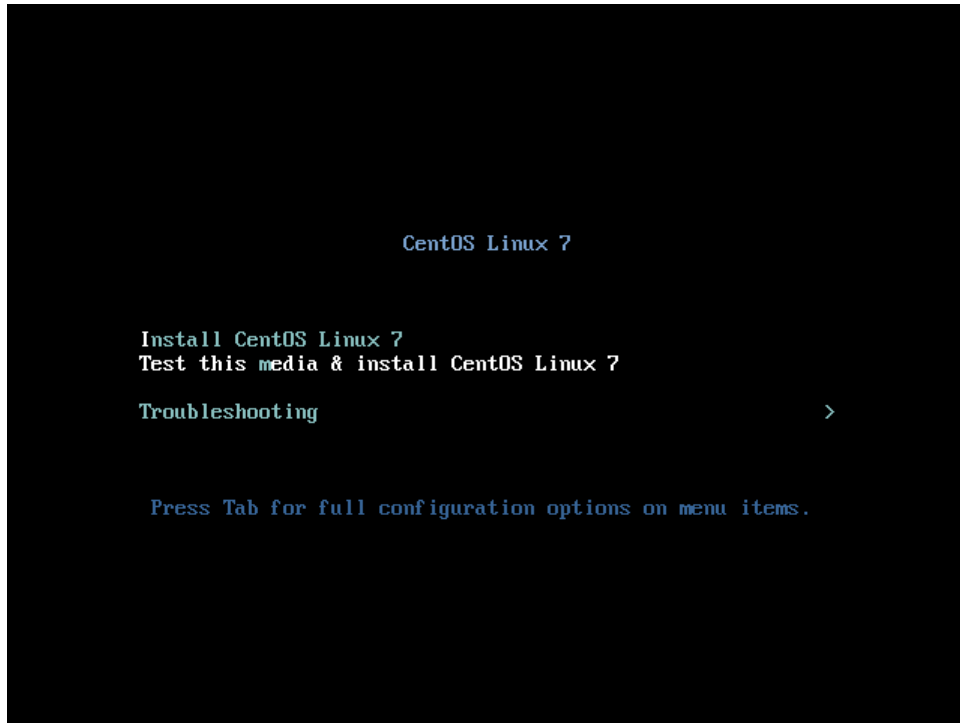 CentOS Linux 7
Install CentOS Linux 7
Test this media & install CentOS Linux 7
Troubleshooting >
Press Tab for full configuration options on menu items.